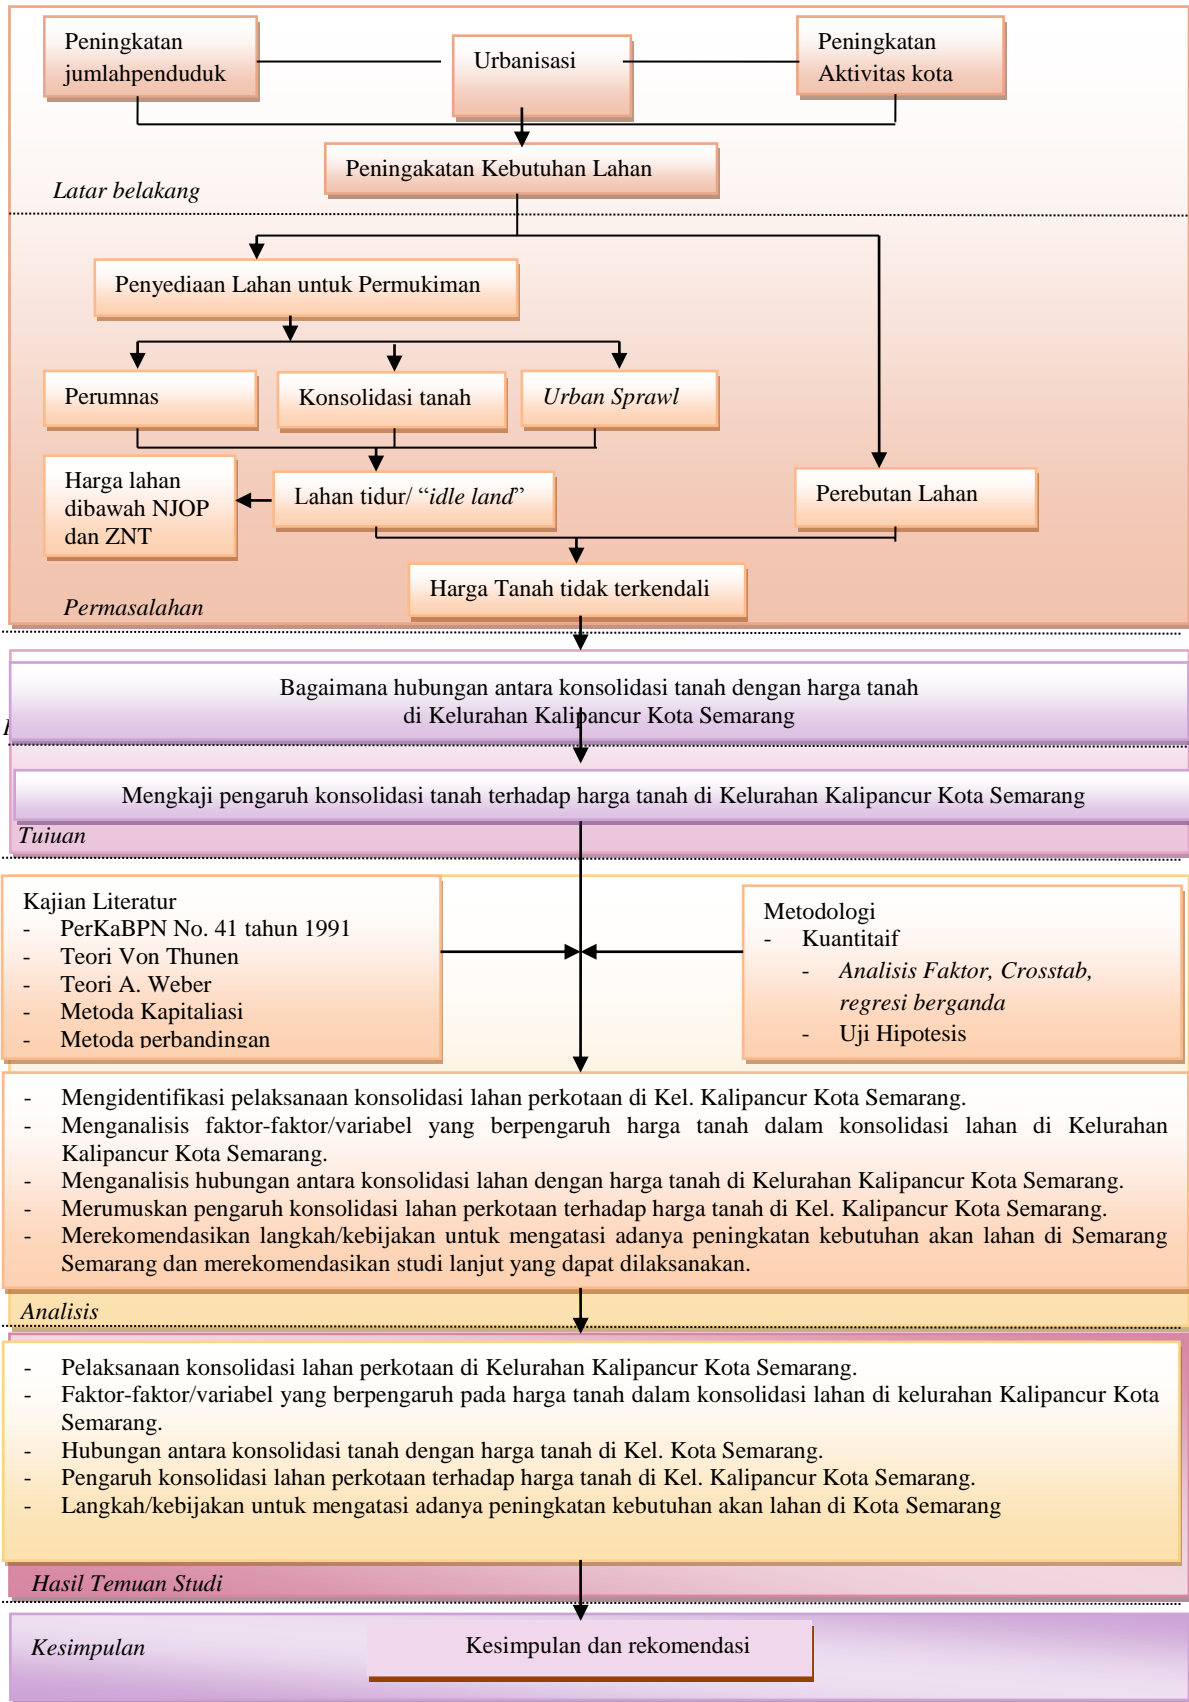 Peningkatan
jumlahpenduduk
Urbanisasi
Peningkatan
Aktivitas kota
Peningakatan Kebutuhan Lahan
Latar belakang
Penyediaan Lahan untuk Permukiman
Perumnas
Konsolidasi tanah
Urban Sprawl
Harga lahan
dibawah NJOP
dan ZNT
Lahan tidur/ “idle land”
Perebutan Lahan
Harga Tanah tidak terkendali
Permasalahan
Bagaimana hubungan antara konsolidasi tanah dengan harga tanah
di Kelurahan Kalipancur Kota Semarang
Mengkaji pengaruh konsolidasi tanah terhadap harga tanah di Kelurahan Kalipancur Kota Semarang
Tujuan
Kajian Literatur
- PerKaBPN No. 41 tahun 1991
- Teori Von Thunen
- Teori A. Weber
- Metoda Kapitaliasi
- Metoda perbandingan
Metodologi
- Kuantitaif
- Analisis Faktor, Crosstab,
regresi berganda
- Uji Hipotesis
- Mengidentifikasi pelaksanaan konsolidasi lahan perkotaan di Kel. Kalipancur Kota Semarang.
- Menganalisis faktor-faktor/variabel yang berpengaruh harga tanah dalam konsolidasi lahan di Kelurahan
Kalipancur Kota Semarang.
- Menganalisis hubungan antara konsolidasi lahan dengan harga tanah di Kelurahan Kalipancur Kota Semarang.
- Merumuskan pengaruh konsolidasi lahan perkotaan terhadap harga tanah di Kel. Kalipancur Kota Semarang.
- Merekomendasikan langkah/kebijakan untuk mengatasi adanya peningkatan kebutuhan akan lahan di Semarang
Semarang dan merekomendasikan studi lanjut yang dapat dilaksanakan.
Analisis
- Pelaksanaan konsolidasi lahan perkotaan di Kelurahan Kalipancur Kota Semarang.
- Faktor-faktor/variabel yang berpengaruh pada harga tanah dalam konsolidasi lahan di kelurahan Kalipancur Kota
Semarang.
- Hubungan antara konsolidasi tanah dengan harga tanah di Kel. Kota Semarang.
- Pengaruh konsolidasi lahan perkotaan terhadap harga tanah di Kel. Kalipancur Kota Semarang.
- Langkah/kebijakan untuk mengatasi adanya peningkatan kebutuhan akan lahan di Kota Semarang
Hasil Temuan Studi
Kesimpulan
Kesimpulan dan rekomendasi